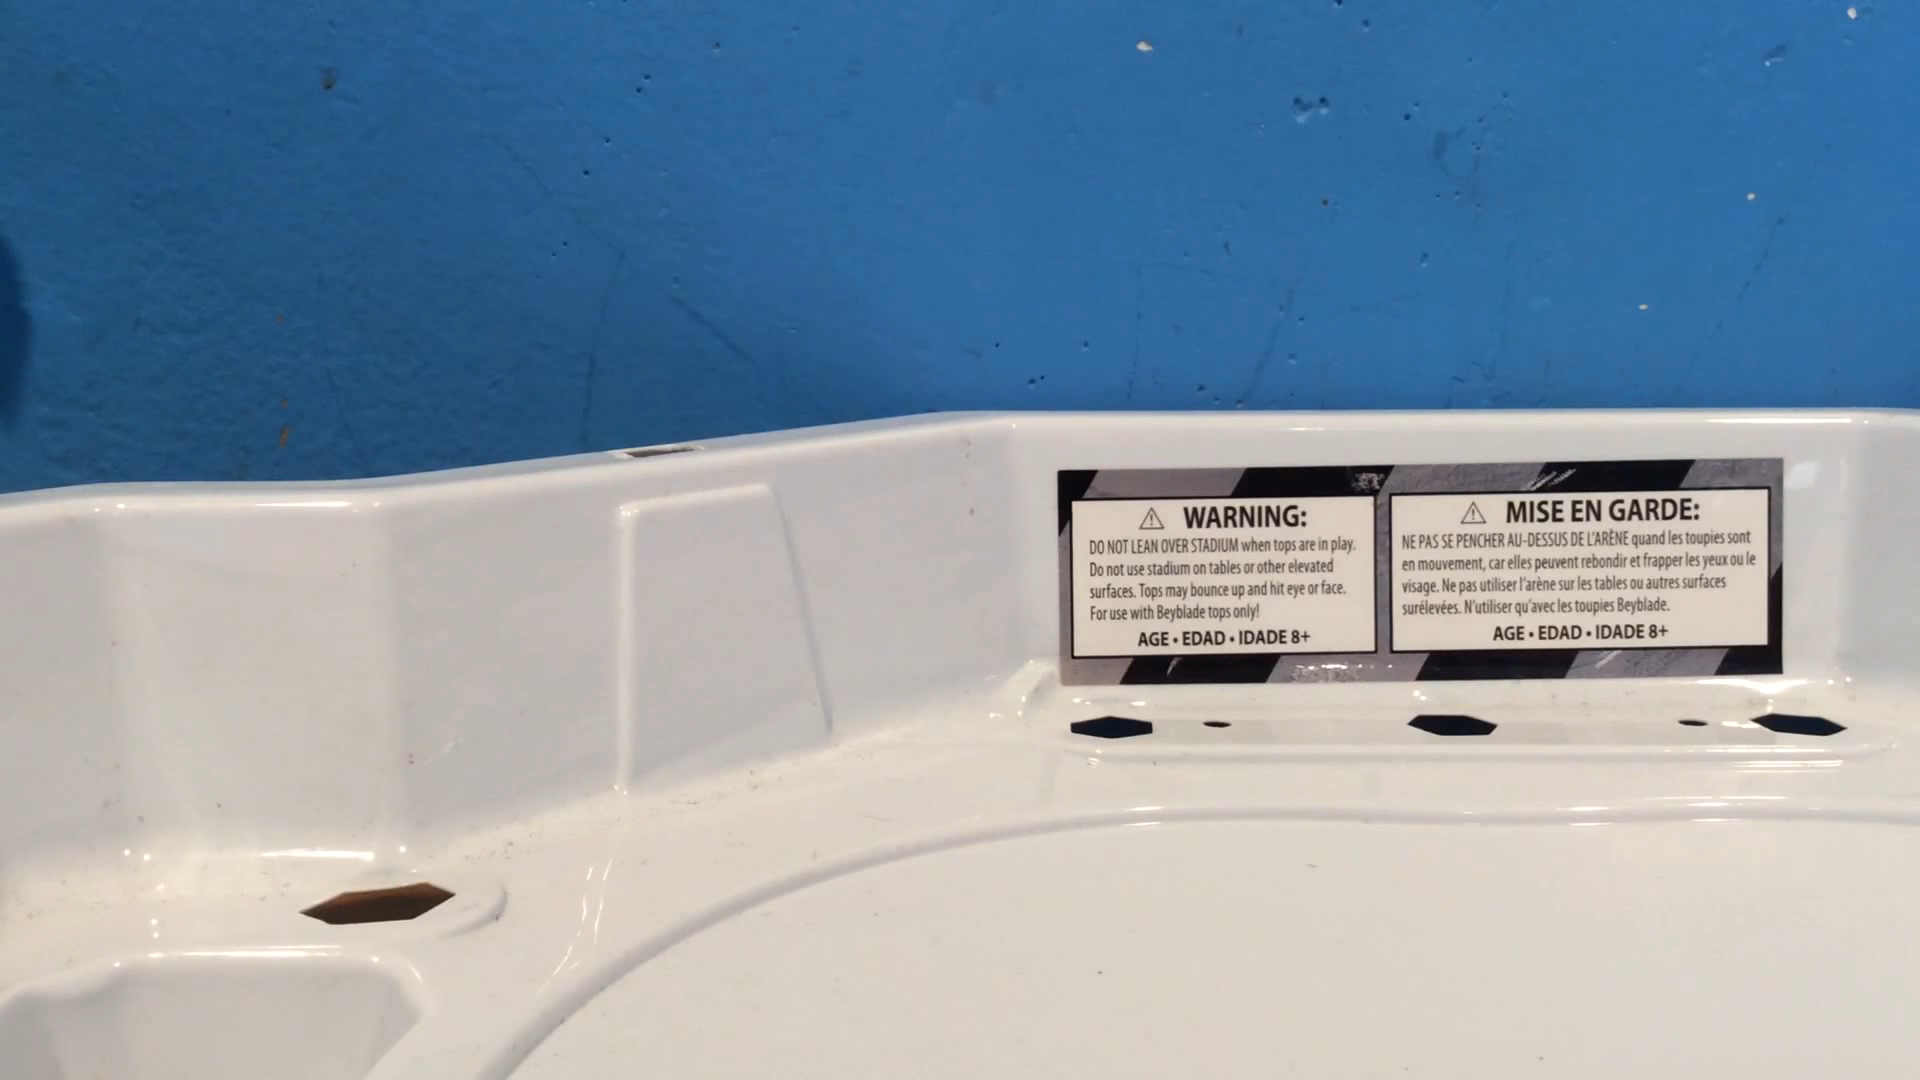 ⚠ WARNING:
DO NOT LEAN OVER STADIUM when tops are in play.
Do not use stadium on tables or other elevated
surfaces. Tops may bounce up and hit eye or face.
For use with Beyblade tops only!
AGE • EDAD • IDADE 8+
⚠ MISE EN GARDE:
NE PAS SE PENCHER AU-DESSUS DE L'ARÈNE quand les toupies sont
en mouvement, car elles peuvent rebondir et frapper les yeux ou le
visage. Ne pas utiliser l'arène sur les tables ou autres surfaces
surélevées. N'utiliser qu'avec les toupies Beyblade.
AGE • EDAD • IDADE 8+